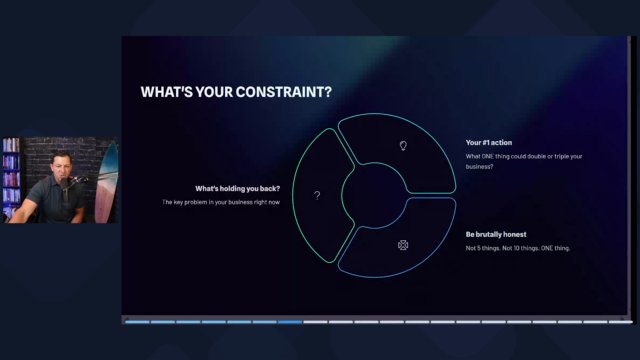 WHAT'S YOUR CONSTRAINT?
Your #1 action
What ONE thing could double or triple your
business?
What's holding you back?
The key problem in your business right now
?
Be brutally honest
Not 5 things. Not 10 things. ONE thing.